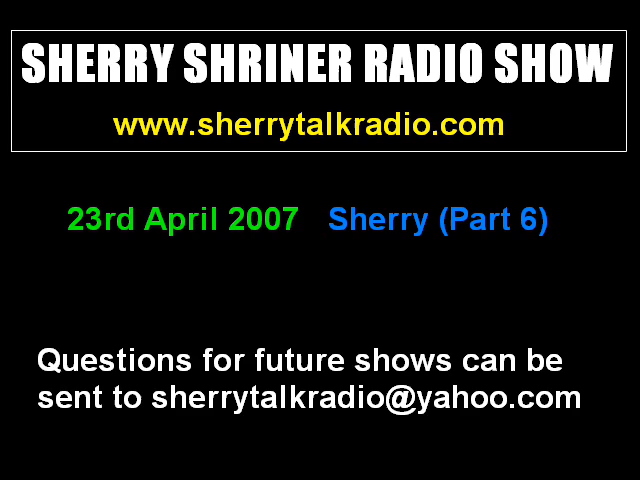 SHERRY SHRINER RADIO SHOW
www.sherrytalkradio.com
23rd April 2007 Sherry (Part 6)
Questions for future shows can be
sent to sherrytalkradio@yahoo.com